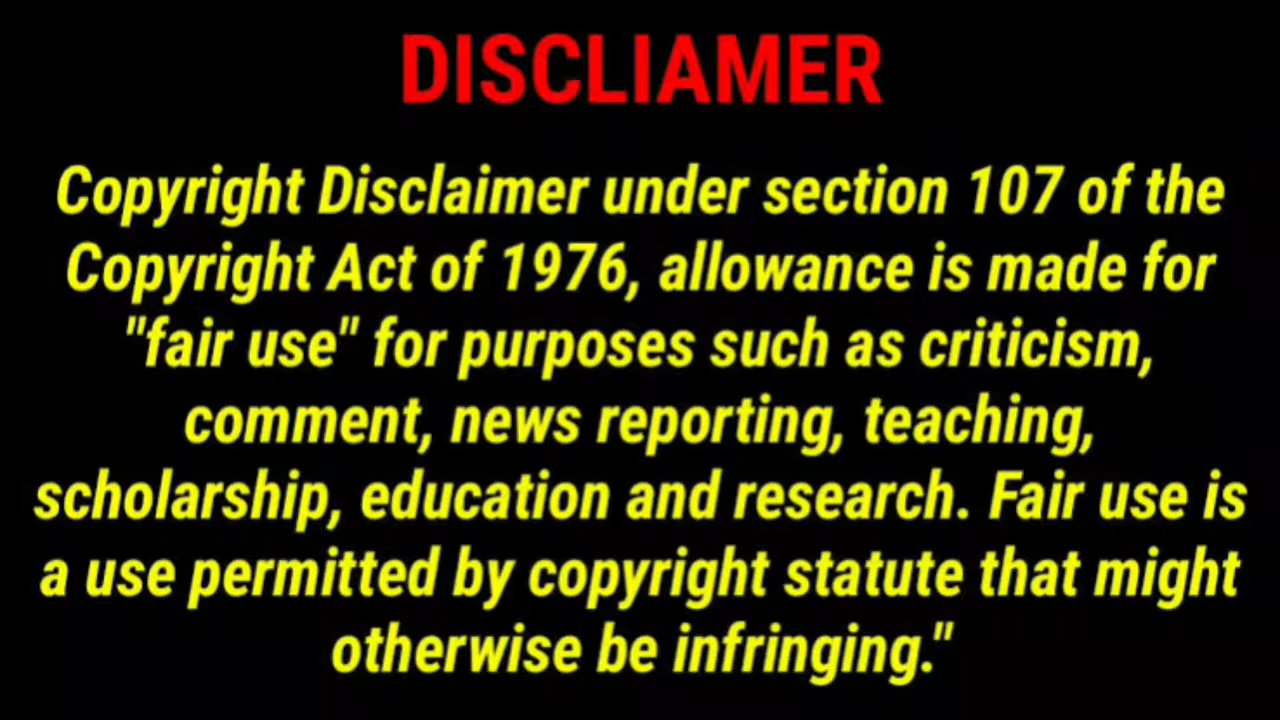 DISCLIAMER
Copyright Disclaimer under section 107 of the
Copyright Act of 1976, allowance is made for
"fair use" for purposes such as criticism,
comment, news reporting, teaching,
scholarship, education and research. Fair use is
a use permitted by copyright statute that might
otherwise be infringing."